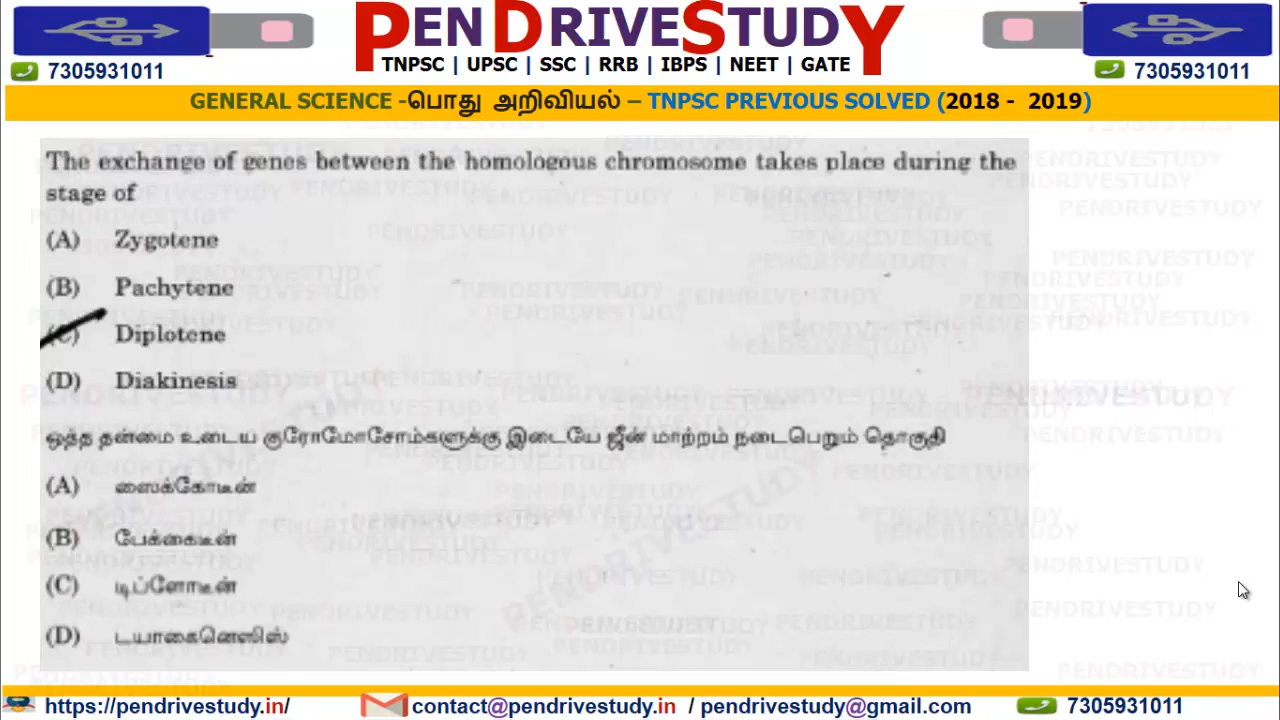 PENDRIVESTUDY
TNPSC | UPSC | SSC | RRB | IBPS | NEET | GATE
7305931011
7305931011
GENERAL SCIENCE -பொது அறிவியல் – TNPSC PREVIOUS SOLVED (2018 - 2019)
The exchange of genes between the homologous chromosome takes place during the
stage of
(A) Zygotene
(B) Pachytene
(C) Diplotene
(D) Diakinesis
ஒத்த தன்மை உடைய குரோமோசோம்களுக்கு இடையே ஜீன் மாற்றம் நடைபெறும் தொகுதி
(A) ஸைக்கோடீன்
(B) பேக்கைடீன்
(C) டிப்ளோடீன்
(D) டயாகைனெஸிஸ்
https://pendrivestudy.in/ contact@pendrivestudy.in / pendrivestudy@gmail.com 7305931011